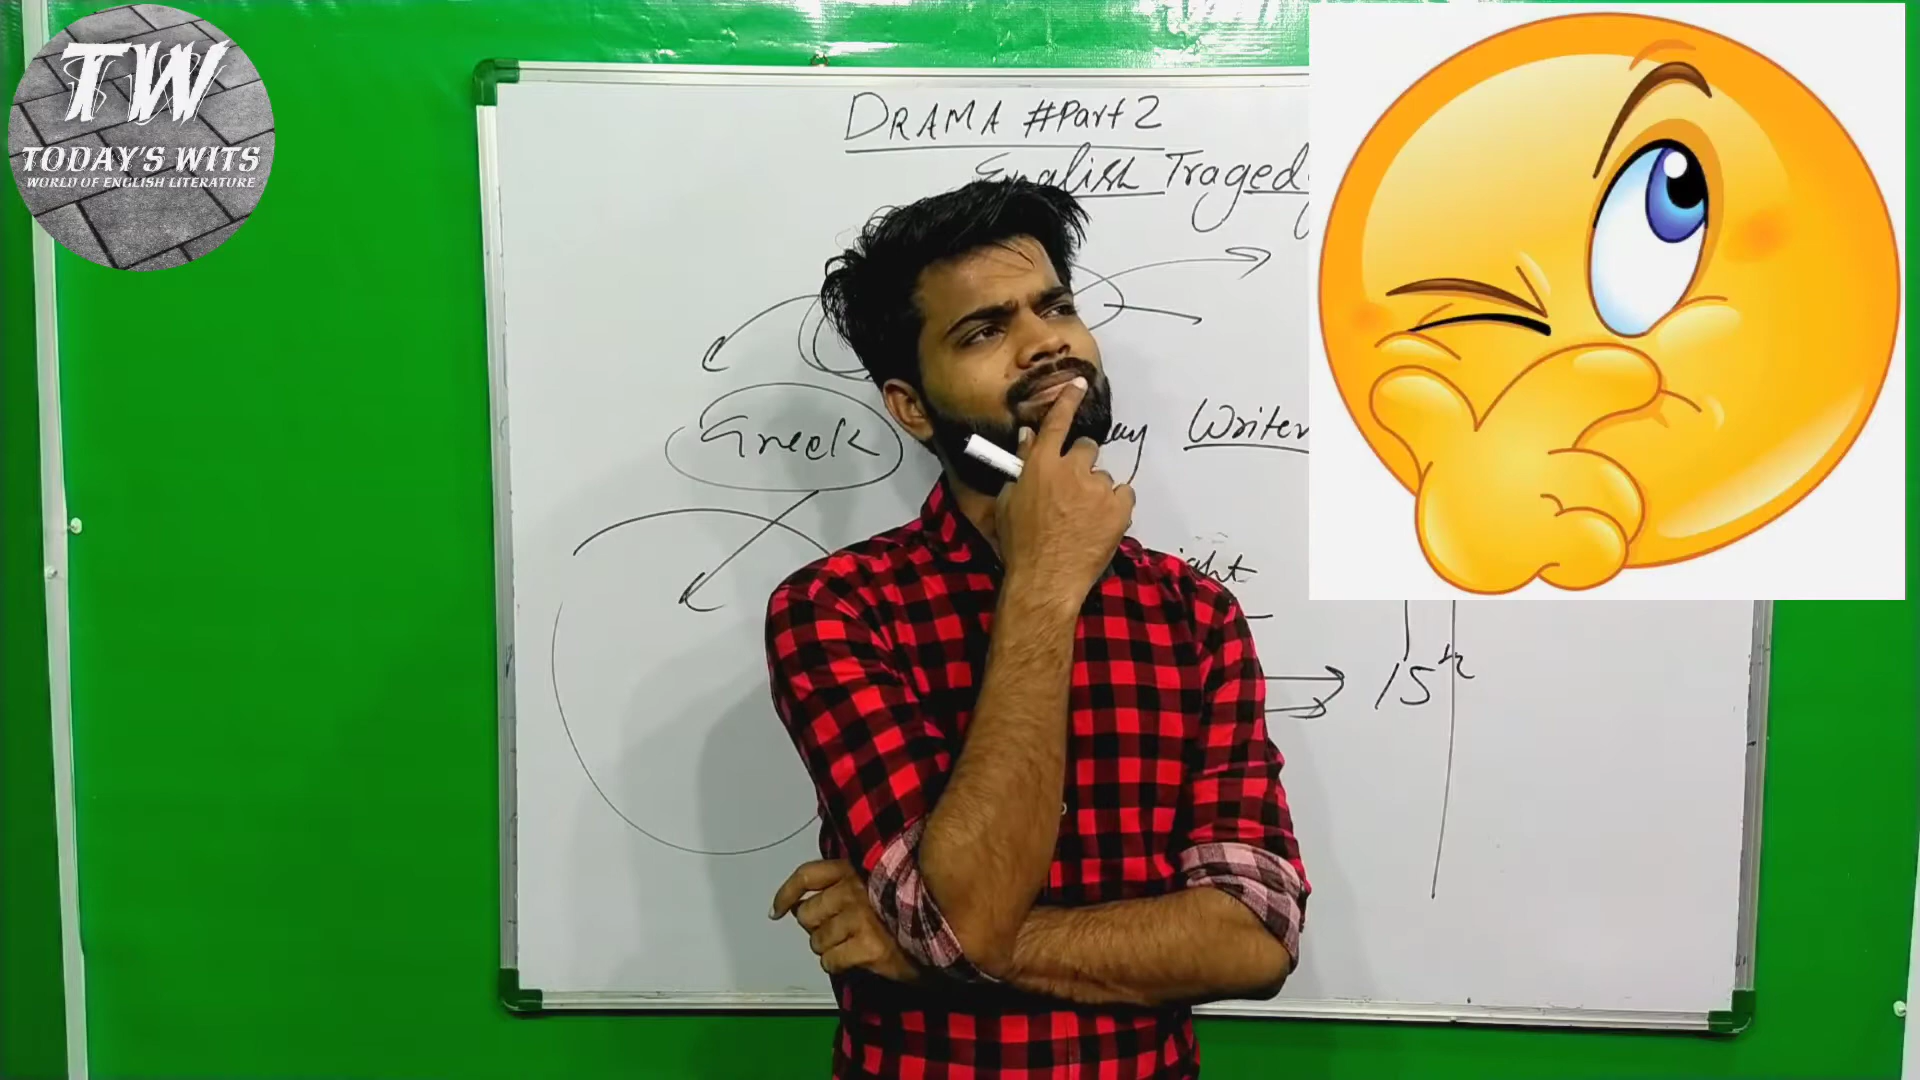 TW
TODAY'S WITS
WORLD OF ENGLISH LITERATURE
DRAMA #Part 2
English Traged
Greek
Writer
15th